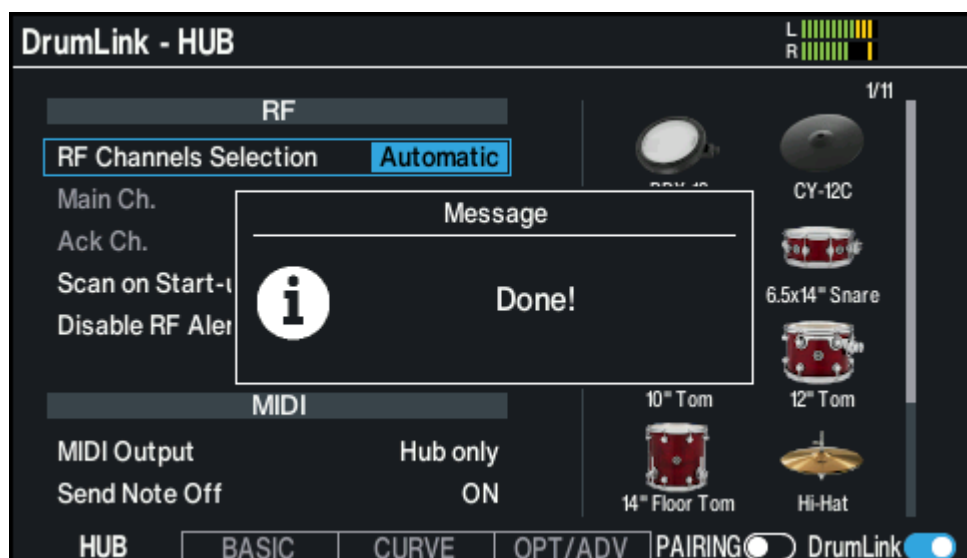 DrumLink - HUB
L
R
1/11
RF
RF Channels Selection Automatic
Main Ch.
Ack Ch.
Scan on Start-
Disable RF Aler
Message
Done!
CY-12C
6.5x14" Snare
10" Tom
12" Tom
MIDI
MIDI Output Hub only
Send Note Off ON
14" Floor Tom
Hi-Hat
HUB BASIC CURVE OPT/ADV PAIRING DrumLink